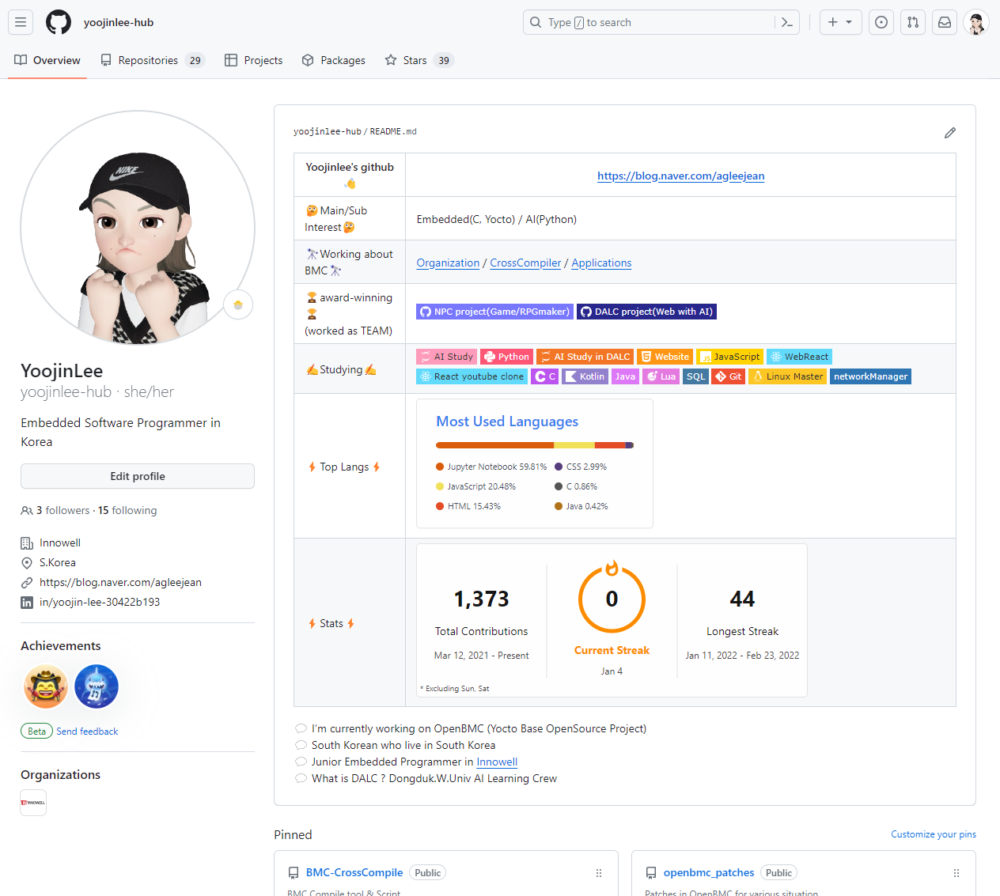 yoojinlee-hub
Type / to search
Overview
Repositories 29
Projects
Packages
Stars 39
NIKE
YoojinLee
yoojinlee-hub · she/her
Embedded Software Programmer in
Korea
Edit profile
3 followers · 15 following
Innowell
S.Korea
https://blog.naver.com/agleejean
in/yoojin-lee-30422b193
Achievements
Beta Send feedback
Organizations
INNOWELL
yoojinlee-hub / README.md
Yoojinlee's github
👋
https://blog.naver.com/agleejean
🤔Main/Sub
Interest🤔
Embedded(C, Yocto) / AI(Python)
🔭Working about
BMC🔭
Organization / CrossCompiler / Applications
🏆award-winning
🏆
(worked as TEAM)
NPC project(Game/RPGmaker) DALC project(Web with AI)
✍Studying✍
AI Study Python AI Study in DALC Website JavaScript WebReact
React youtube clone C Kotlin Java Lua SQL Git Linux Master networkManager
⚡Top Langs⚡
Most Used Languages
Jupyter Notebook 59.81%
JavaScript 20.48%
HTML 15.43%
CSS 2.99%
C 0.86%
Java 0.42%
⚡Stats⚡
1,373
Total Contributions
Mar 12, 2021 - Present
0
Current Streak
Jan 4
44
Longest Streak
Jan 11, 2022 - Feb 23, 2022
* Excluding Sun, Sat
💬 I'm currently working on OpenBMC (Yocto Base OpenSource Project)
💬 South Korean who live in South Korea
💬 Junior Embedded Programmer in Innowell
💬 What is DALC ? Dongduk.W.Univ AI Learning Crew
Pinned
Customize your pins
BMC-CrossCompile Public
BMC Compile tool & Script
openbmc_patches Public
Patches in OpenBMC for various situation